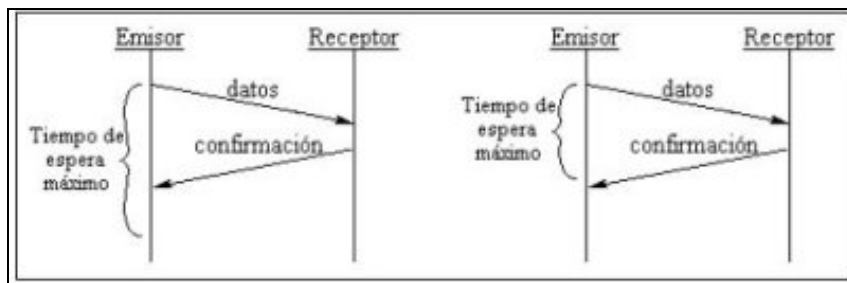 Emisor Receptor
datos
Tiempo de
espera
máximo
confirmación
Emisor Receptor
datos
Tiempo de
espera
máximo
confirmación